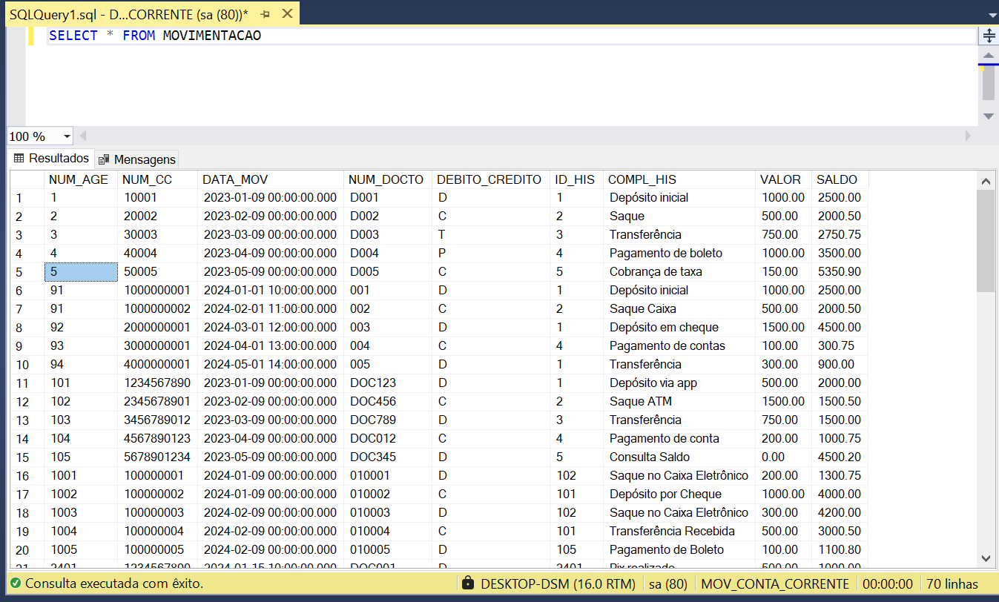 SQLQuery1.sql - D...CORRENTE (sa (80))*
SELECT * FROM MOVIMENTACAO
100 %
Resultados Mensagens
NUM_AGE NUM_CC DATA_MOV NUM_DOCTO DEBITO_CREDITO ID_HIS COMPL_HIS VALOR SALDO
1 1 10001 2023-01-09 00:00:00.000 D001 D 1 Depósito inicial 1000.00 2500.00
2 2 20002 2023-02-09 00:00:00.000 D002 C 2 Saque 500.00 2000.50
3 3 30003 2023-03-09 00:00:00.000 D003 T 3 Transferência 750.00 2750.75
4 4 40004 2023-04-09 00:00:00.000 D004 P 4 Pagamento de boleto 1000.00 3500.00
5 5 50005 2023-05-09 00:00:00.000 D005 C 5 Cobrança de taxa 150.00 5350.90
6 91 1000000001 2024-01-01 10:00:00.000 001 D 1 Depósito inicial 1000.00 2500.00
7 91 1000000002 2024-02-01 11:00:00.000 002 C 2 Saque Caixa 500.00 2000.50
8 92 2000000001 2024-03-01 12:00:00.000 003 D 1 Depósito em cheque 1500.00 4500.00
9 93 3000000001 2024-04-01 13:00:00.000 004 C 4 Pagamento de contas 100.00 300.75
10 94 4000000001 2024-05-01 14:00:00.000 005 D 1 Transferência 300.00 900.00
11 101 1234567890 2023-01-09 00:00:00.000 DOC123 D 1 Depósito via app 500.00 2000.00
12 102 2345678901 2023-02-09 00:00:00.000 DOC456 C 2 Saque ATM 1500.00 1500.50
13 103 3456789012 2023-03-09 00:00:00.000 DOC789 D 3 Transferência 750.00 1500.00
14 104 4567890123 2023-04-09 00:00:00.000 DOC012 C 4 Pagamento de conta 200.00 1000.75
15 105 5678901234 2023-05-09 00:00:00.000 DOC345 D 5 Consulta Saldo 0.00 4500.20
16 1001 100000001 2024-01-09 00:00:00.000 010001 D 102 Saque no Caixa Eletrônico 200.00 1300.75
17 1002 100000002 2024-01-09 00:00:00.000 010002 C 101 Depósito por Cheque 1000.00 4000.00
18 1003 100000003 2024-02-09 00:00:00.000 010003 D 102 Saque no Caixa Eletrônico 300.00 4200.00
19 1004 100000004 2024-02-09 00:00:00.000 010004 C 101 Transferência Recebida 500.00 3000.50
20 1005 100000005 2024-02-09 00:00:00.000 010005 D 105 Pagamento de Boleto 100.00 1100.80
21 2401 1234567890 2024-01-15 10:00:00.000 DOC001 D 2401 Pix realizado 500.00 1000.00
Consulta executada com êxito. DESKTOP-DSM (16.0 RTM) sa (80) MOV_CONTA_CORRENTE 00:00:00 70 linhas